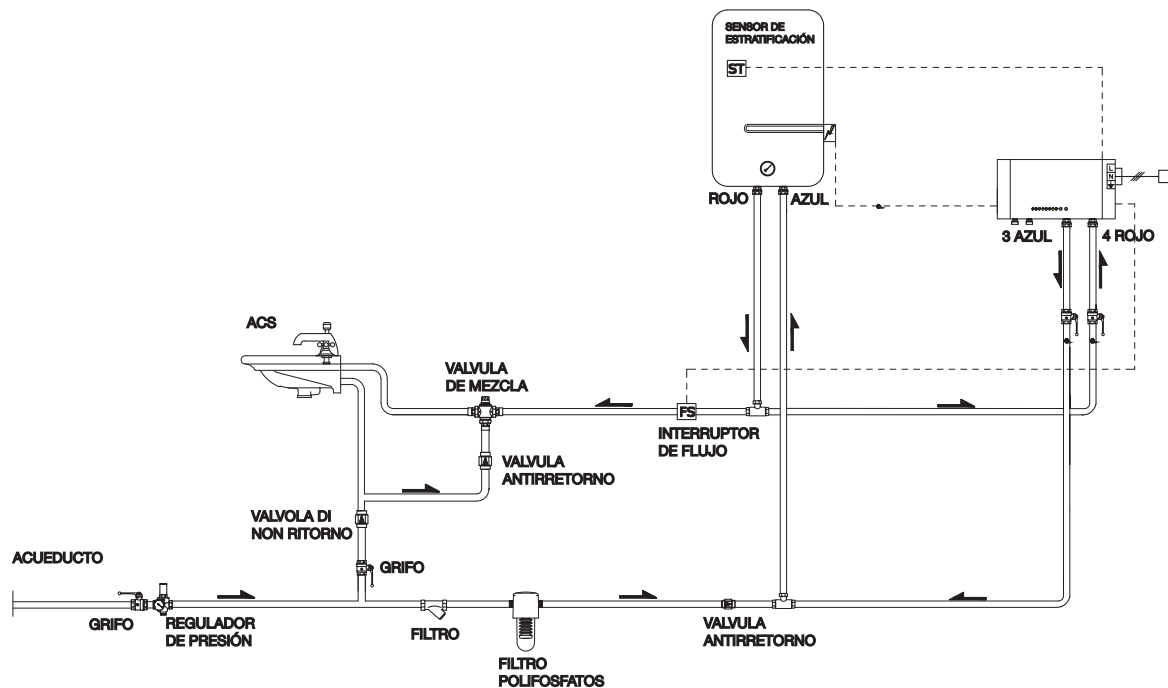 SENSOR DE
ESTRATIFICACIÓN
ST
L
N
ROJO
AZUL
3 AZUL
4 ROJO
ACS
VALVULA
DE MEZCLA
FS
INTERRUPTOR
DE FLUJO
VALVULA
ANTIRRETORNO
VALVOLA DI
NON RITORNO
ACUEDUCTO
GRIFO
GRIFO
REGULADOR
DE PRESIÓN
FILTRO
VALVULA
ANTIRRETORNO
FILTRO
POLIFOSFATOS